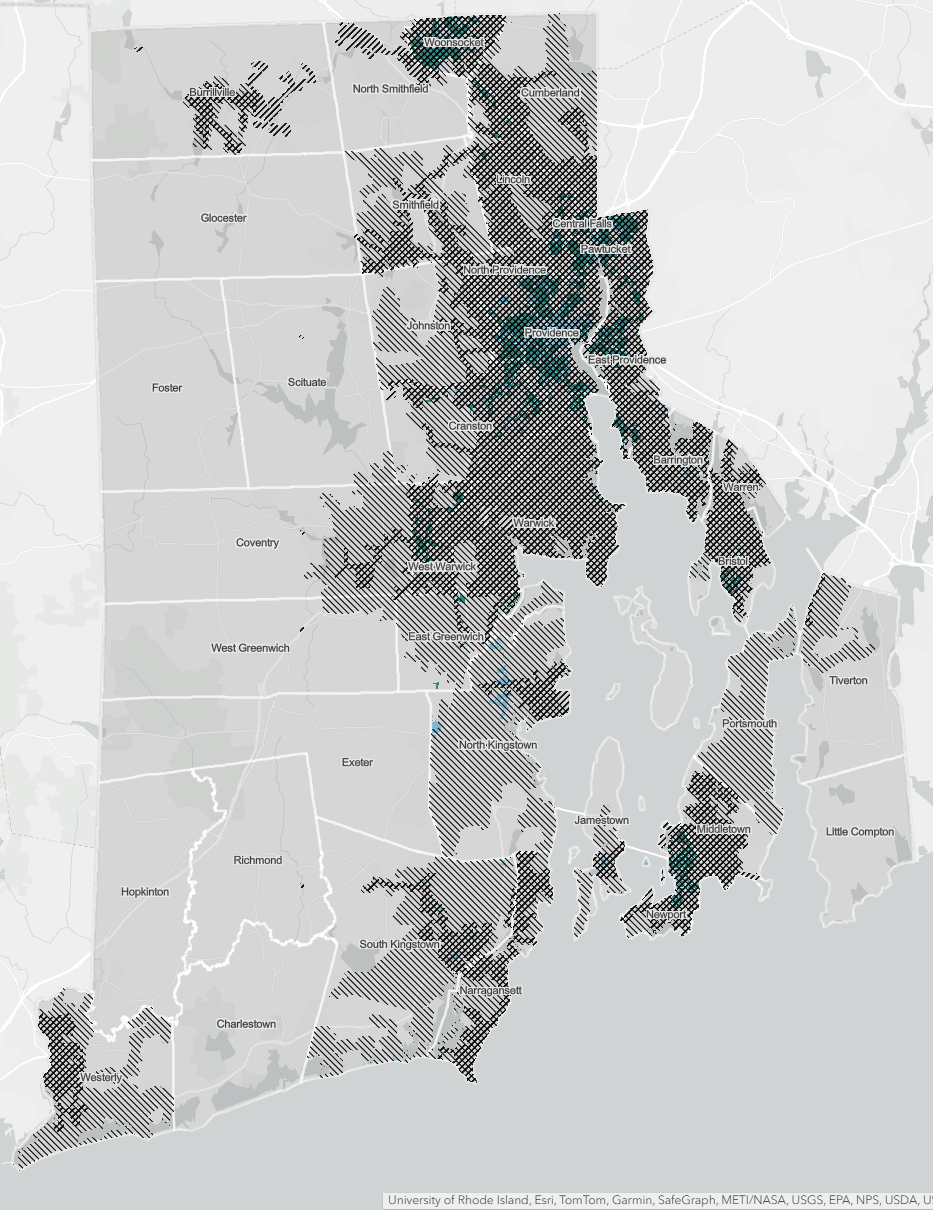 Woonsocket
North Smithfield
Burrillville
Cumberland
Lincoln
Smithfield
Glocester
Central Falls
Pawtucket
North Providence
Johnston
Providence
East Providence
Scituate
Foster
Cranston
Barrington
Warren
Warwick
Coventry
Bristol
West Warwick
East Greenwich
West Greenwich
Tiverton
Portsmouth
North Kingstown
Exeter
Jamestown
Middletown
Little Compton
Richmond
Hopkinton
Newport
South Kingstown
Narragansett
Charlestown
Westerly
University of Rhode Island, Esri, TomTom, Garmin, SafeGraph, METI/NASA, USGS, EPA, NPS, USDA, U